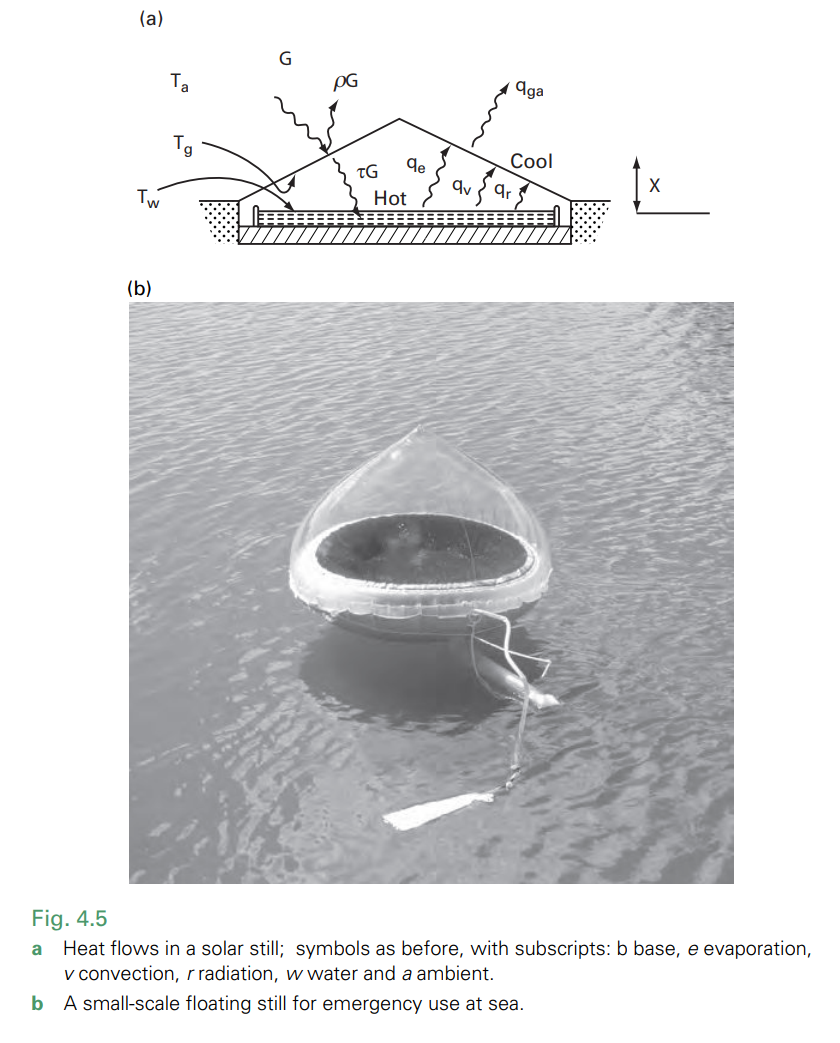 (a)
G
Ta
ρG
qga
Tg
Cool
τG
qe
X
qv
qr
Tw
Hot
(b)
Fig. 4.5
a Heat flows in a solar still; symbols as before, with subscripts: b base, e evaporation,
v convection, r radiation, w water and a ambient.
b A small-scale floating still for emergency use at sea.